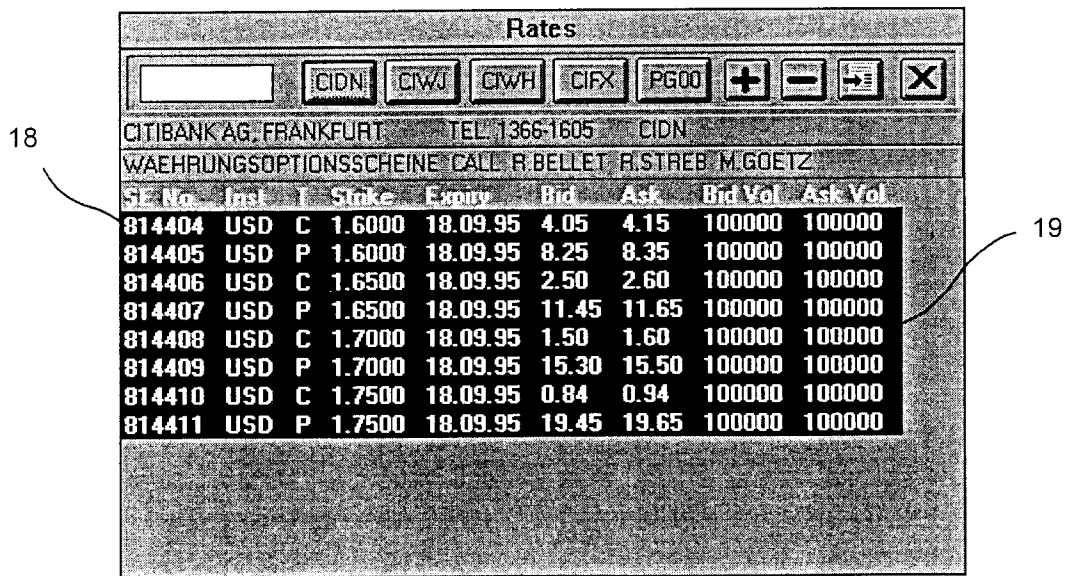 Rates
CIDN CIWJ CIWH CIFX PG00
CITIBANK AG, FRANKFURT TEL. 1366-1605 CIDN
18
WAEHRUNGSOPTIONSSCHEINE CALL R.BELLET R.STREB M.GOETZ
SE No. Inst T Strike Expiry Bid Ask Bid Vol Ask Vol
814404 USD C 1.6000 18.09.95 4.05 4.15 100000 100000
814405 USD P 1.6000 18.09.95 8.25 8.35 100000 100000
19
814406 USD C 1.6500 18.09.95 2.50 2.60 100000 100000
814407 USD P 1.6500 18.09.95 11.45 11.65 100000 100000
814408 USD C 1.7000 18.09.95 1.50 1.60 100000 100000
814409 USD P 1.7000 18.09.95 15.30 15.50 100000 100000
814410 USD C 1.7500 18.09.95 0.84 0.94 100000 100000
814411 USD P 1.7500 18.09.95 19.45 19.65 100000 100000